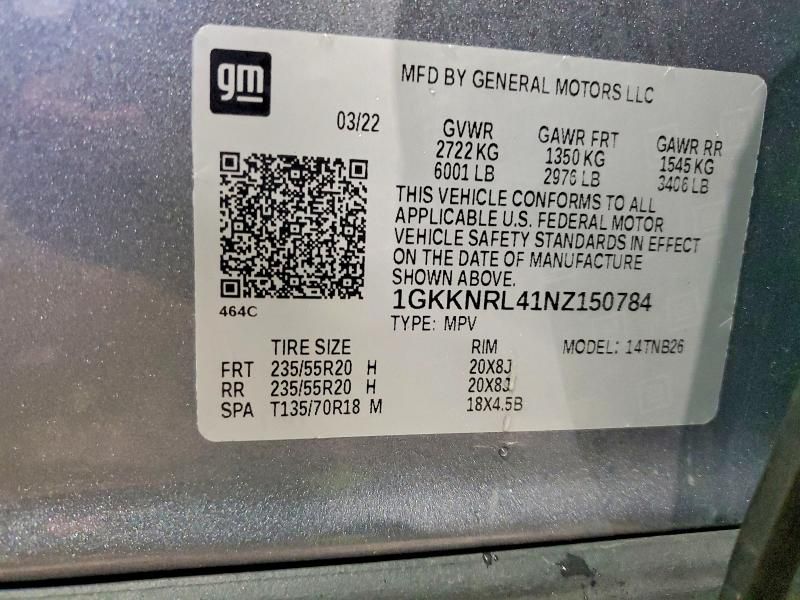 gm
MFD BY GENERAL MOTORS LLC
03/22
GVWR GAWR FRT GAWR RR
2722 KG 1350 KG 1545 KG
6001 LB 2976 LB 3406 LB
THIS VEHICLE CONFORMS TO ALL
APPLICABLE U.S. FEDERAL MOTOR
VEHICLE SAFETY STANDARDS IN EFFECT
ON THE DATE OF MANUFACTURE
SHOWN ABOVE.
1GKKNRL41NZ150784
464C
TYPE: MPV
TIRE SIZE RIM MODEL: 14TNB26
FRT 235/55R20 H 20X8J
RR 235/55R20 H 20X8J
SPA T135/70R18 M 18X4.5B